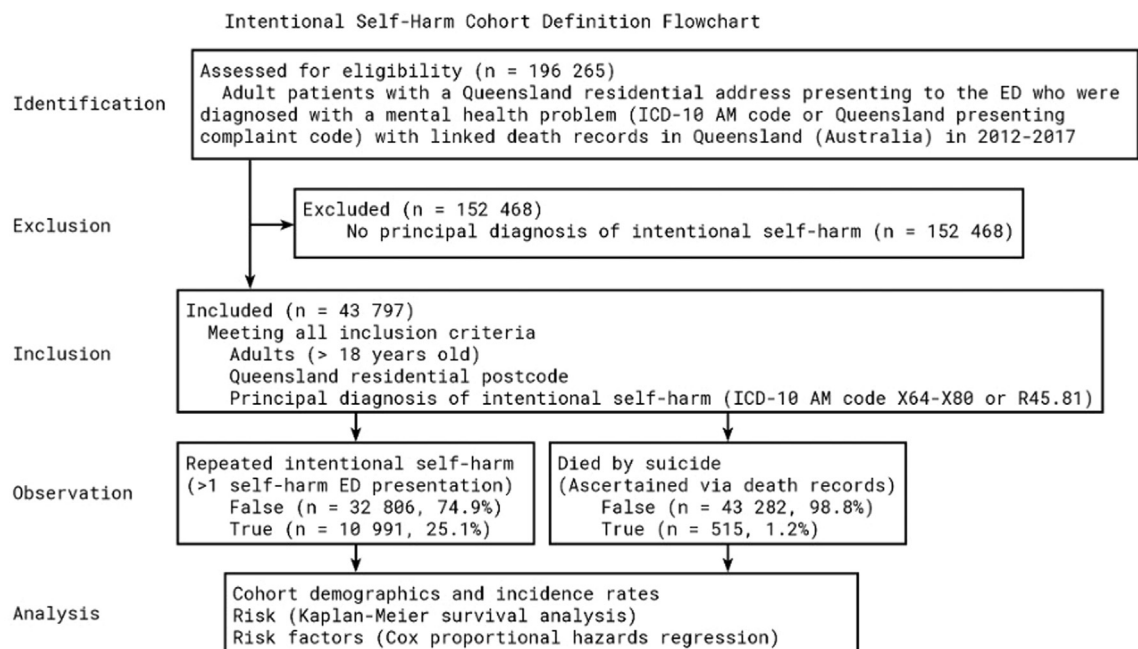 Intentional Self-Harm Cohort Definition Flowchart
Identification
Assessed for eligibility (n = 196 265)
Adult patients with a Queensland residential address presenting to the ED who were
diagnosed with a mental health problem (ICD-10 AM code or Queensland presenting
complaint code) with linked death records in Queensland (Australia) in 2012-2017
Exclusion
Excluded (n = 152 468)
No principal diagnosis of intentional self-harm (n = 152 468)
Inclusion
Included (n = 43 797)
Meeting all inclusion criteria
Adults (> 18 years old)
Queensland residential postcode
Principal diagnosis of intentional self-harm (ICD-10 AM code X64-X80 or R45.81)
Observation
Repeated intentional self-harm
(>1 self-harm ED presentation)
False (n = 32 806, 74.9%)
True (n = 10 991, 25.1%)
Died by suicide
(Ascertained via death records)
False (n = 43 282, 98.8%)
True (n = 515, 1.2%)
Analysis
Cohort demographics and incidence rates
Risk (Kaplan-Meier survival analysis)
Risk factors (Cox proportional hazards regression)